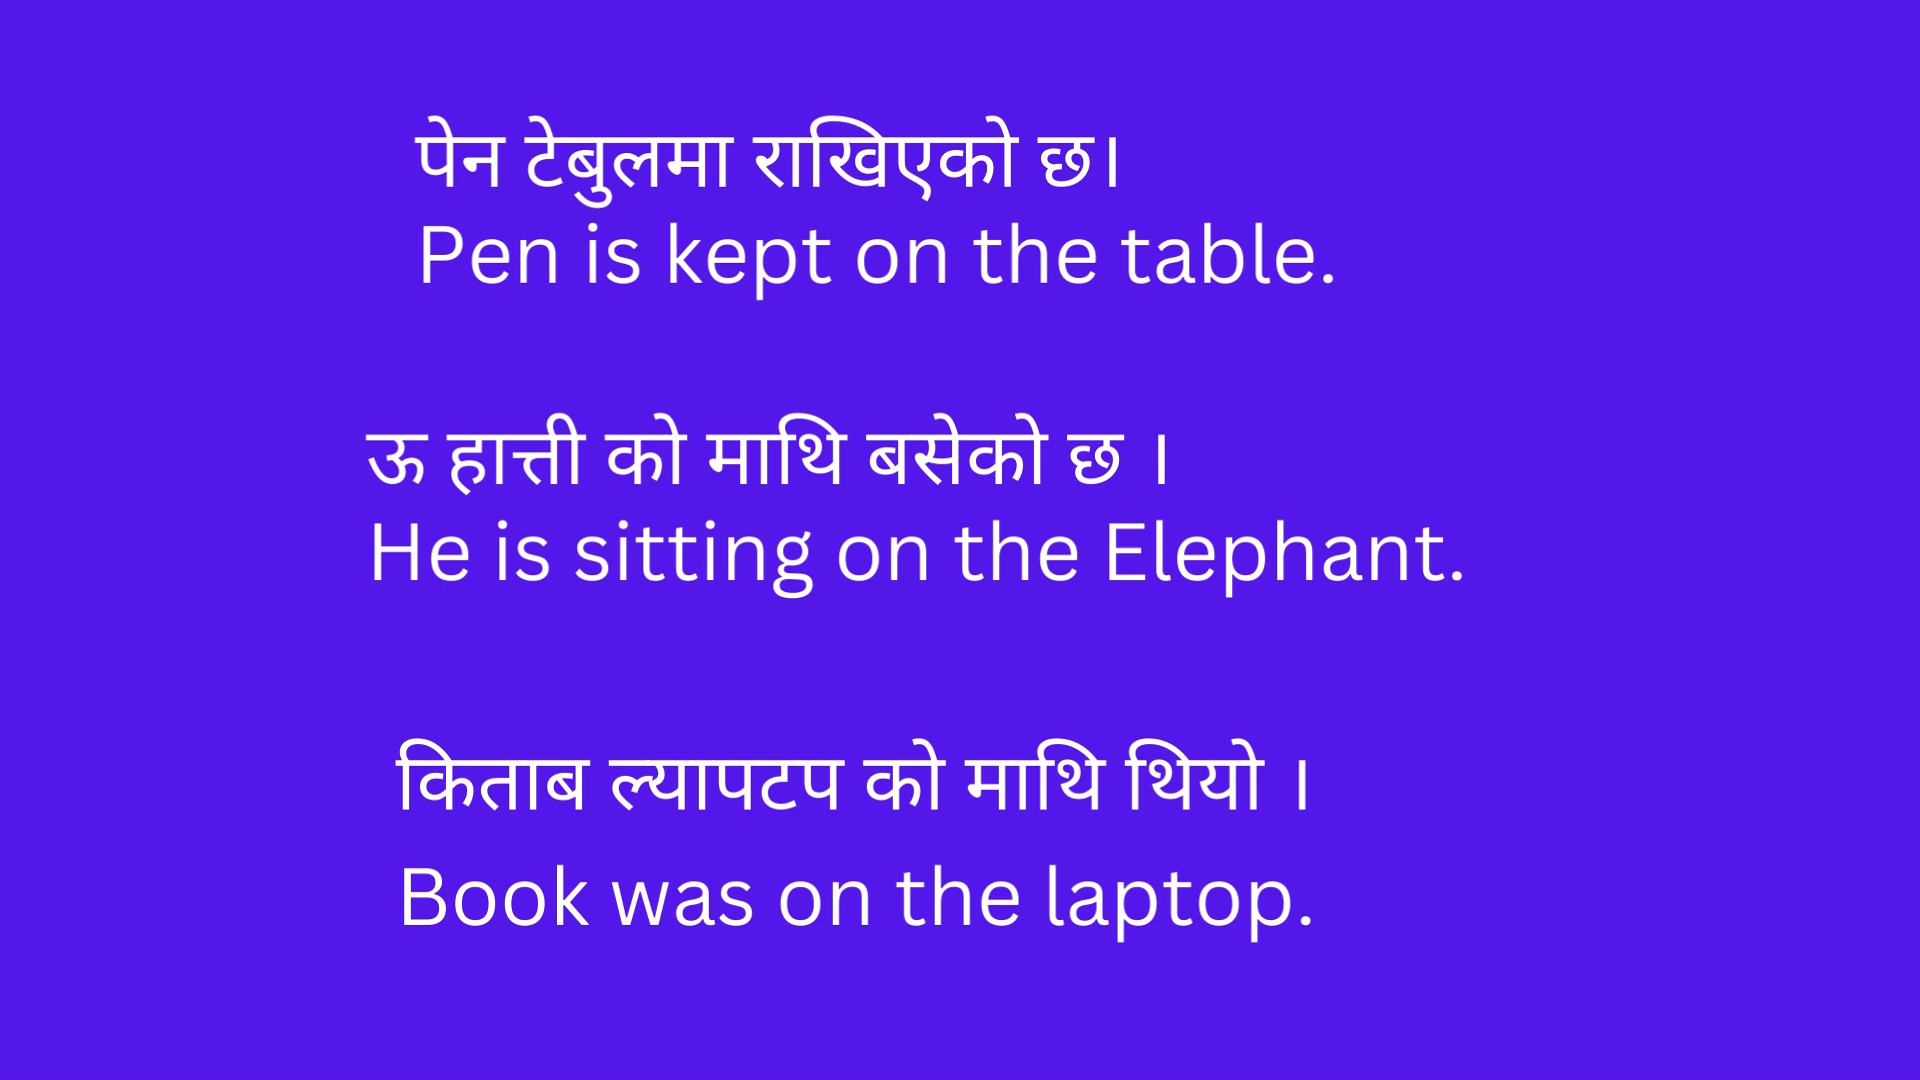 पेन टेबुलमा राखिएको छ।
Pen is kept on the table.
ऊ हात्ती को माथि बसेको छ ।
He is sitting on the Elephant.
किताब ल्यापटप को माथि थियो ।
Book was on the laptop.